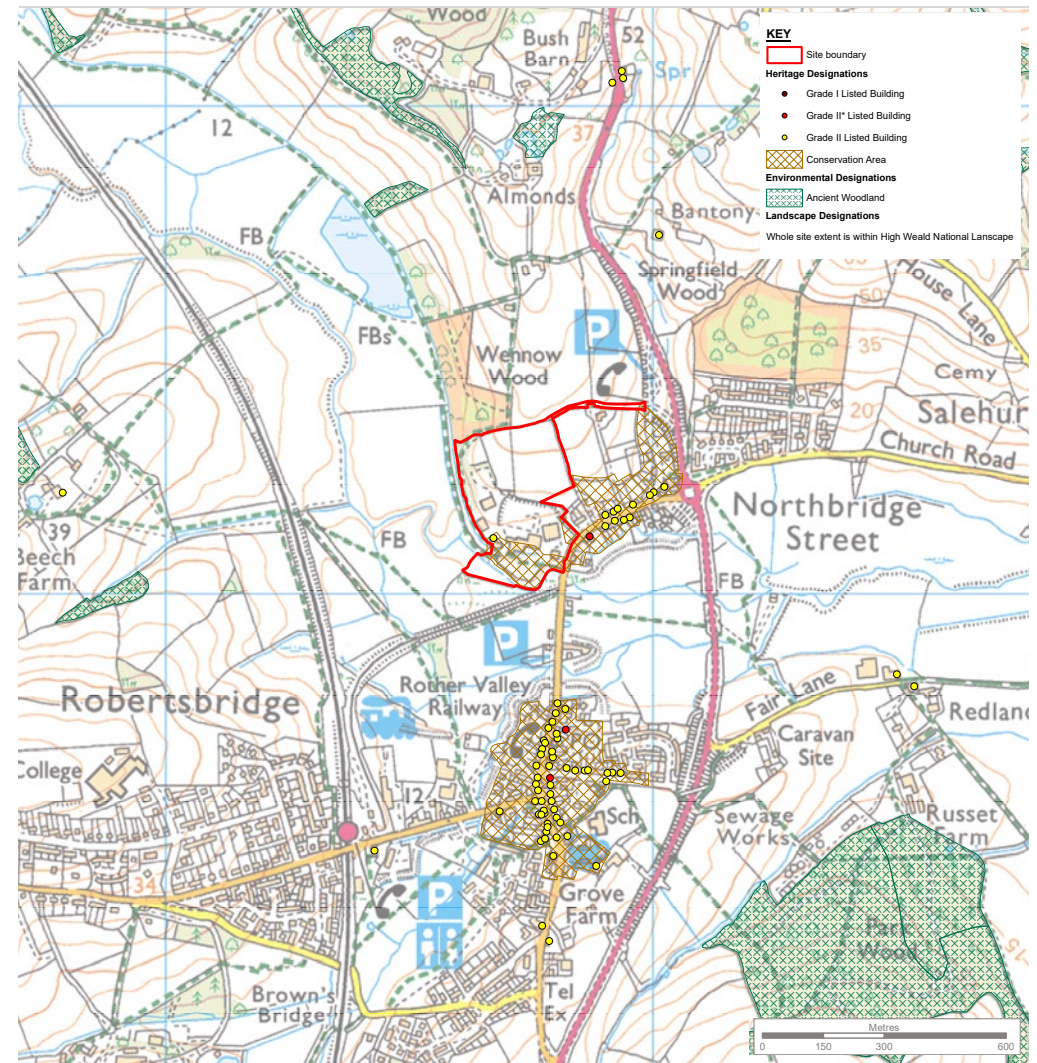 Wood
Bush
Barn
52
Spr
12
37
Almonds
FB
Bantony
Springfield
Wood
House Lane
50
35
FBs
P
Wennow
Wood
Cemy
20
Salehur
Church Road
Northbridge
Street
39
Beech
Farm
FB
FB
P
Rother Valley
Railway
Robertsbridge
Fair Lane
Redlan
Caravan
Site
College
12
Sch
Sewage
Works
Russet
Farm
34
P
Grove
Farm
Park
Wood
15
Brown's
Bridge
Tel
Ex
KEY
Site boundary
Heritage Designations
Grade I Listed Building
Grade II* Listed Building
Grade II Listed Building
Conservation Area
Environmental Designations
Ancient Woodland
Landscape Designations
Whole site extent is within High Weald National Lanscape
Metres
0 150 300 600